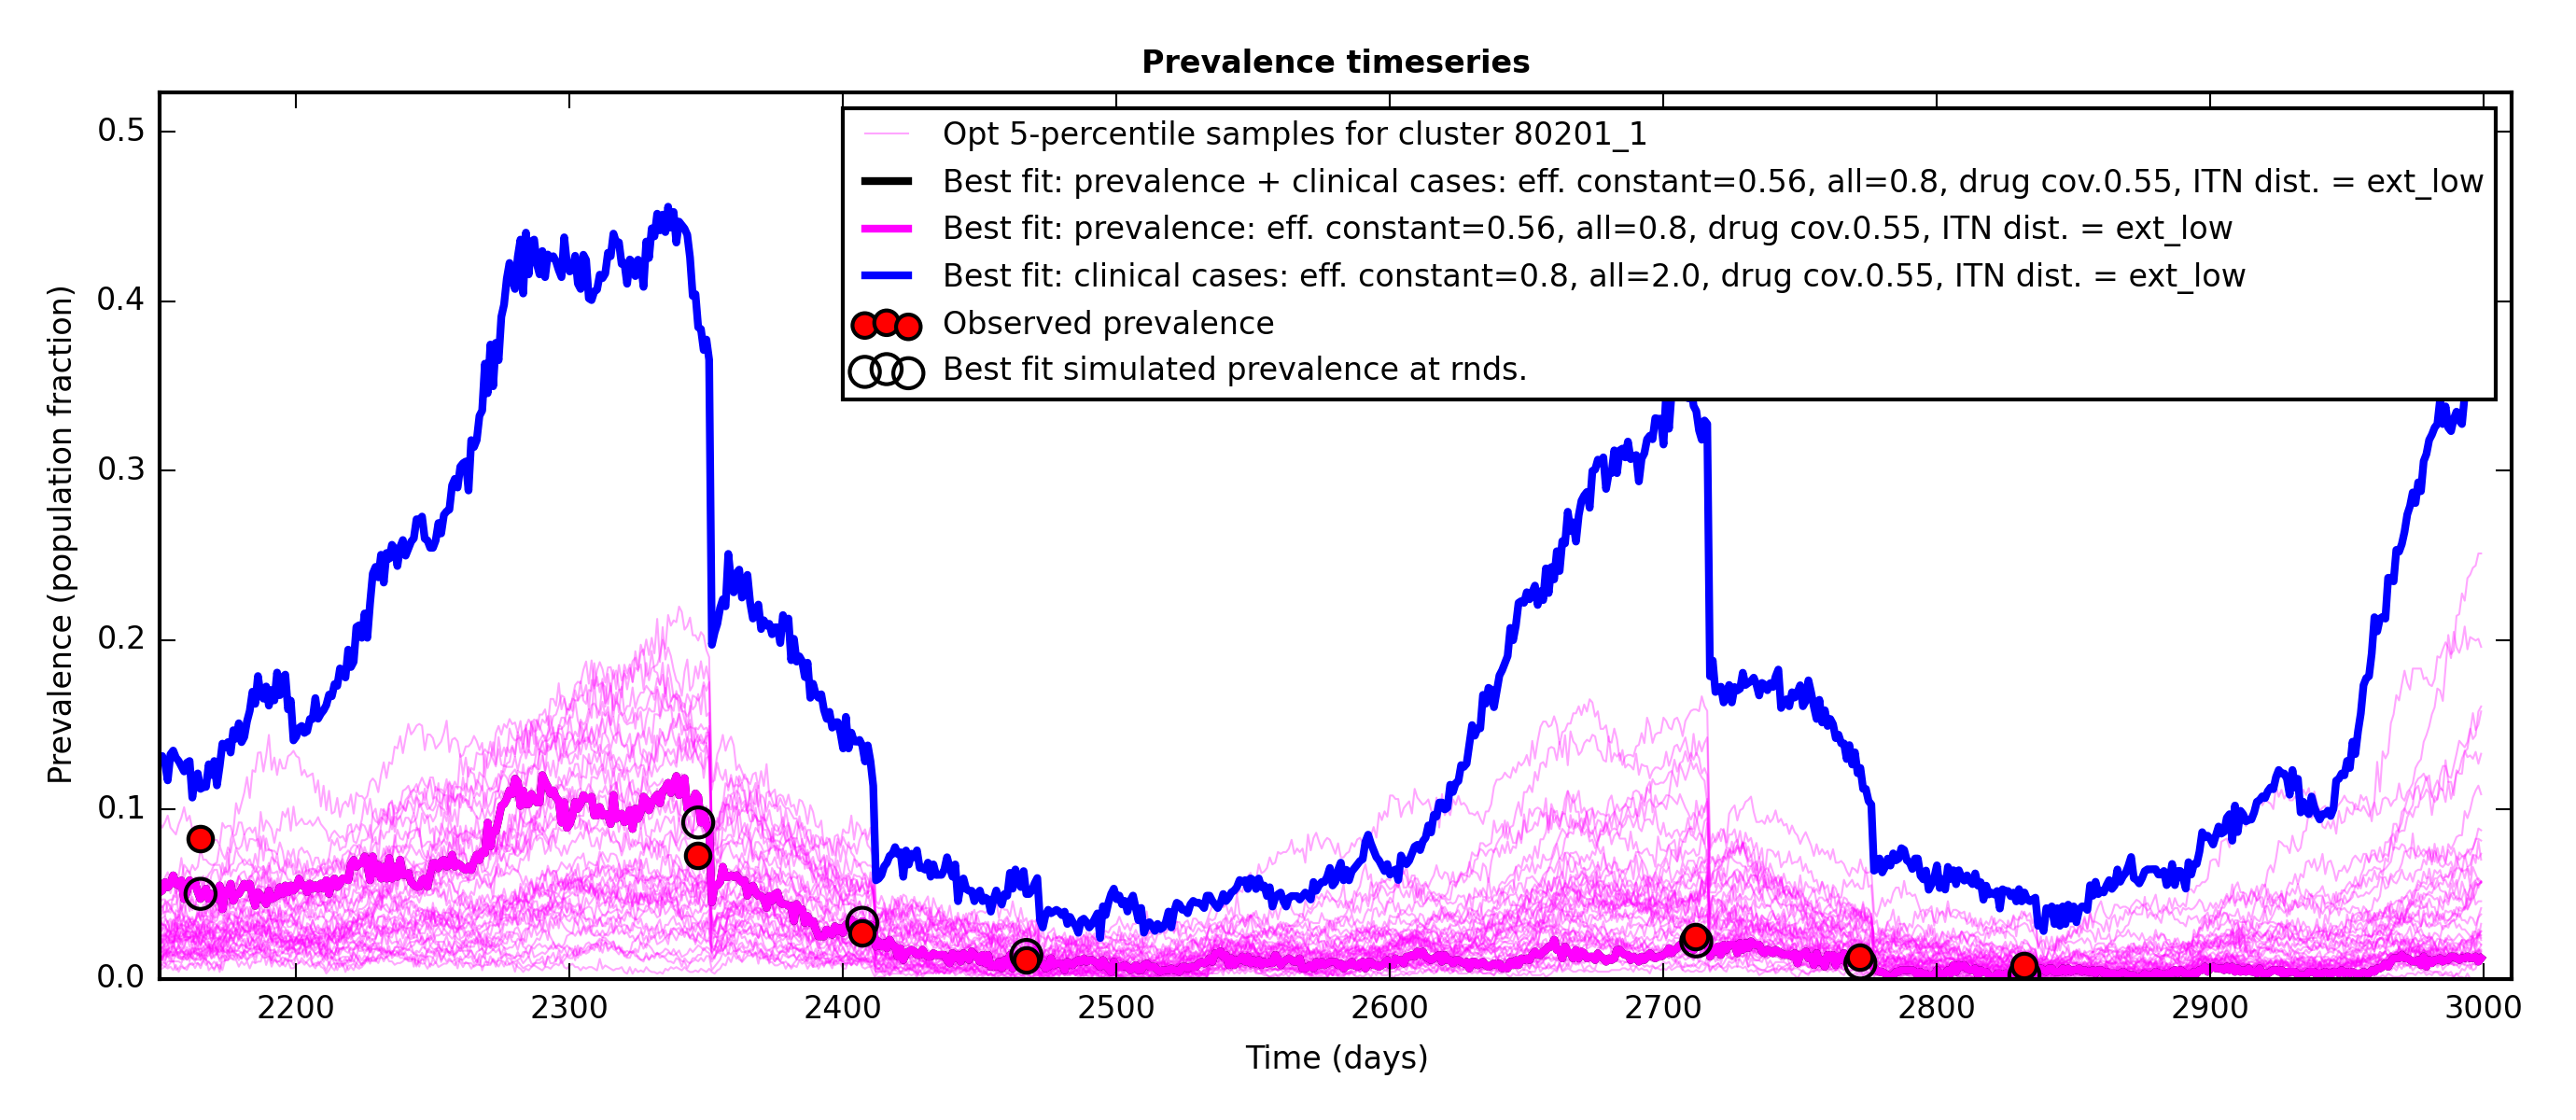 Prevalence timeseries
Opt 5-percentile samples for cluster 80201_1
Best fit: prevalence + clinical cases: eff. constant=0.56, all=0.8, drug cov.0.55, ITN dist. = ext_low
Best fit: prevalence: eff. constant=0.56, all=0.8, drug cov.0.55, ITN dist. = ext_low
Best fit: clinical cases: eff. constant=0.8, all=2.0, drug cov.0.55, ITN dist. = ext_low
Observed prevalence
Best fit simulated prevalence at rnds.
Prevalence (population fraction)
0.5
0.4
0.3
0.2
0.1
0.0
2200 2300 2400 2500 2600 2700 2800 2900 3000
Time (days)